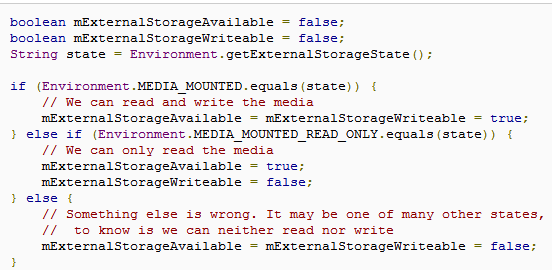 boolean mExternalStorageAvailable = false;
boolean mExternalStorageWriteable = false;
String state = Environment.getExternalStorageState();

if (Environment.MEDIA_MOUNTED.equals(state)) {
    // We can read and write the media
    mExternalStorageAvailable = mExternalStorageWriteable = true;
} else if (Environment.MEDIA_MOUNTED_READ_ONLY.equals(state)) {
    // We can only read the media
    mExternalStorageAvailable = true;
    mExternalStorageWriteable = false;
} else {
    // Something else is wrong. It may be one of many other states,
    //  to know is we can neither read nor write
    mExternalStorageAvailable = mExternalStorageWriteable = false;
}